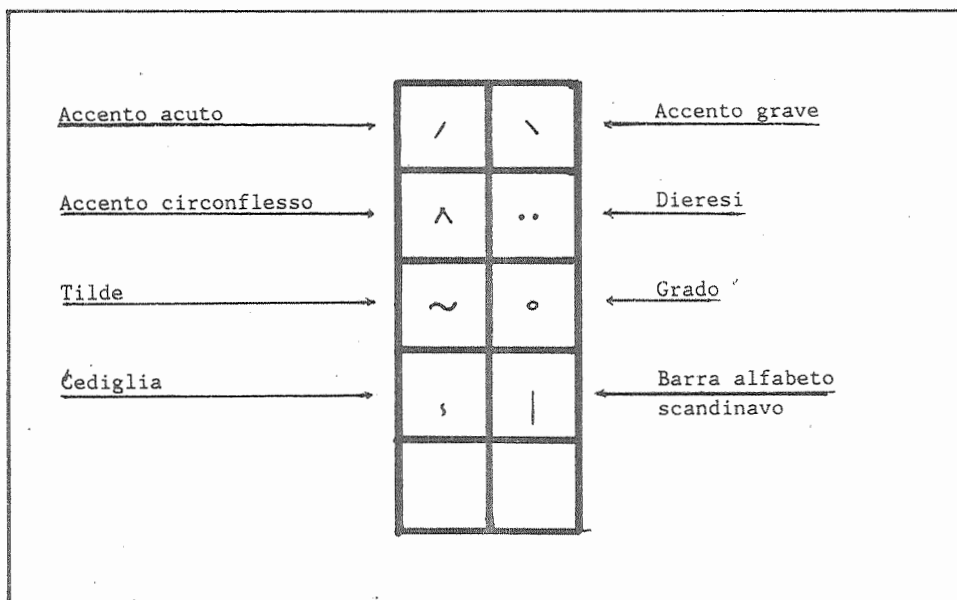 Accento acuto / \ Accento grave
Accento circonflesso ^ ¨ Dieresi
Tilde ~ ° Grado
Cediglia ¸ | Barra alfabeto
scandinavo